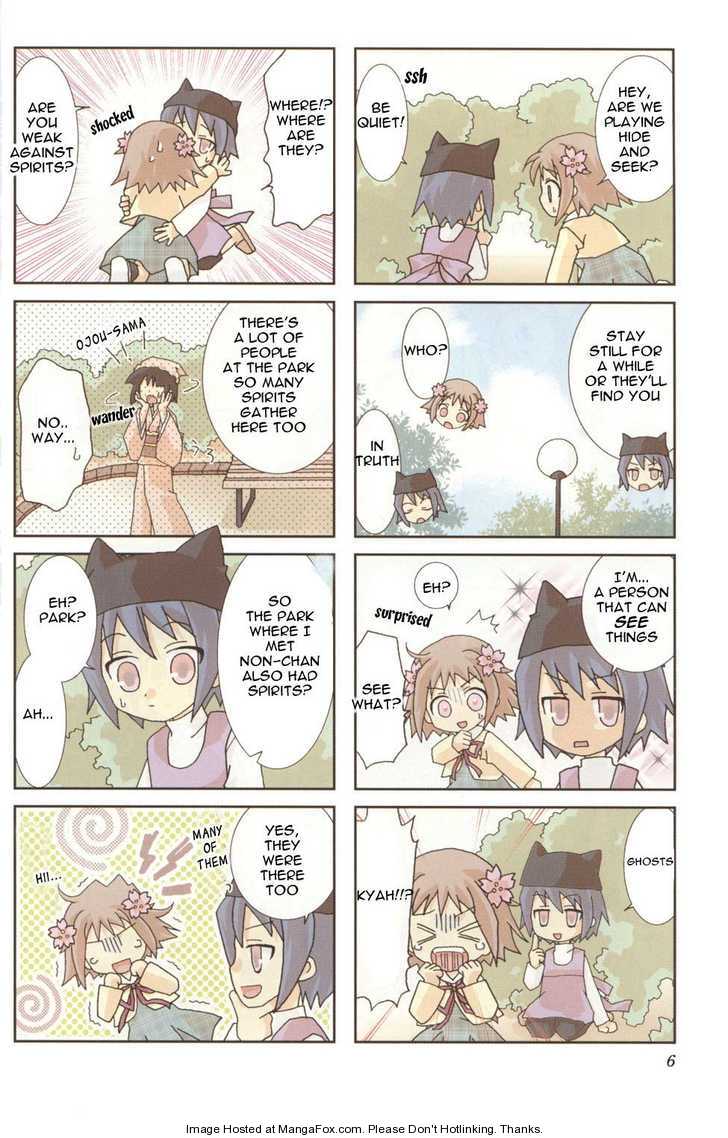 HEY,
ARE WE
PLAYING
HIDE
AND
SEEK?
ssh
BE
QUIET!
STAY
STILL FOR
A WHILE
OR THEY'LL
FIND YOU
WHO?
IN
TRUTH
I'M...
A PERSON
THAT CAN
SEE
THINGS
EH?
surprised
SEE
WHAT?
GHOSTS
KYAH!!?
WHERE!?
WHERE
ARE
THEY?
shocked
ARE
YOU
WEAK
AGAINST
SPIRITS?
THERE'S
A LOT OF
PEOPLE
AT THE PARK
SO MANY
SPIRITS
GATHER
HERE TOO
OJOU-SAMA
wander
NO..
WAY...
SO
THE PARK
WHERE I
MET
NON-CHAN
ALSO HAD
SPIRITS?
EH?
PARK?
AH...
YES,
THEY
WERE
THERE
TOO
MANY
OF
THEM
HII...
6
Image Hosted at MangaFox.com. Please Don't Hotlinking. Thanks.